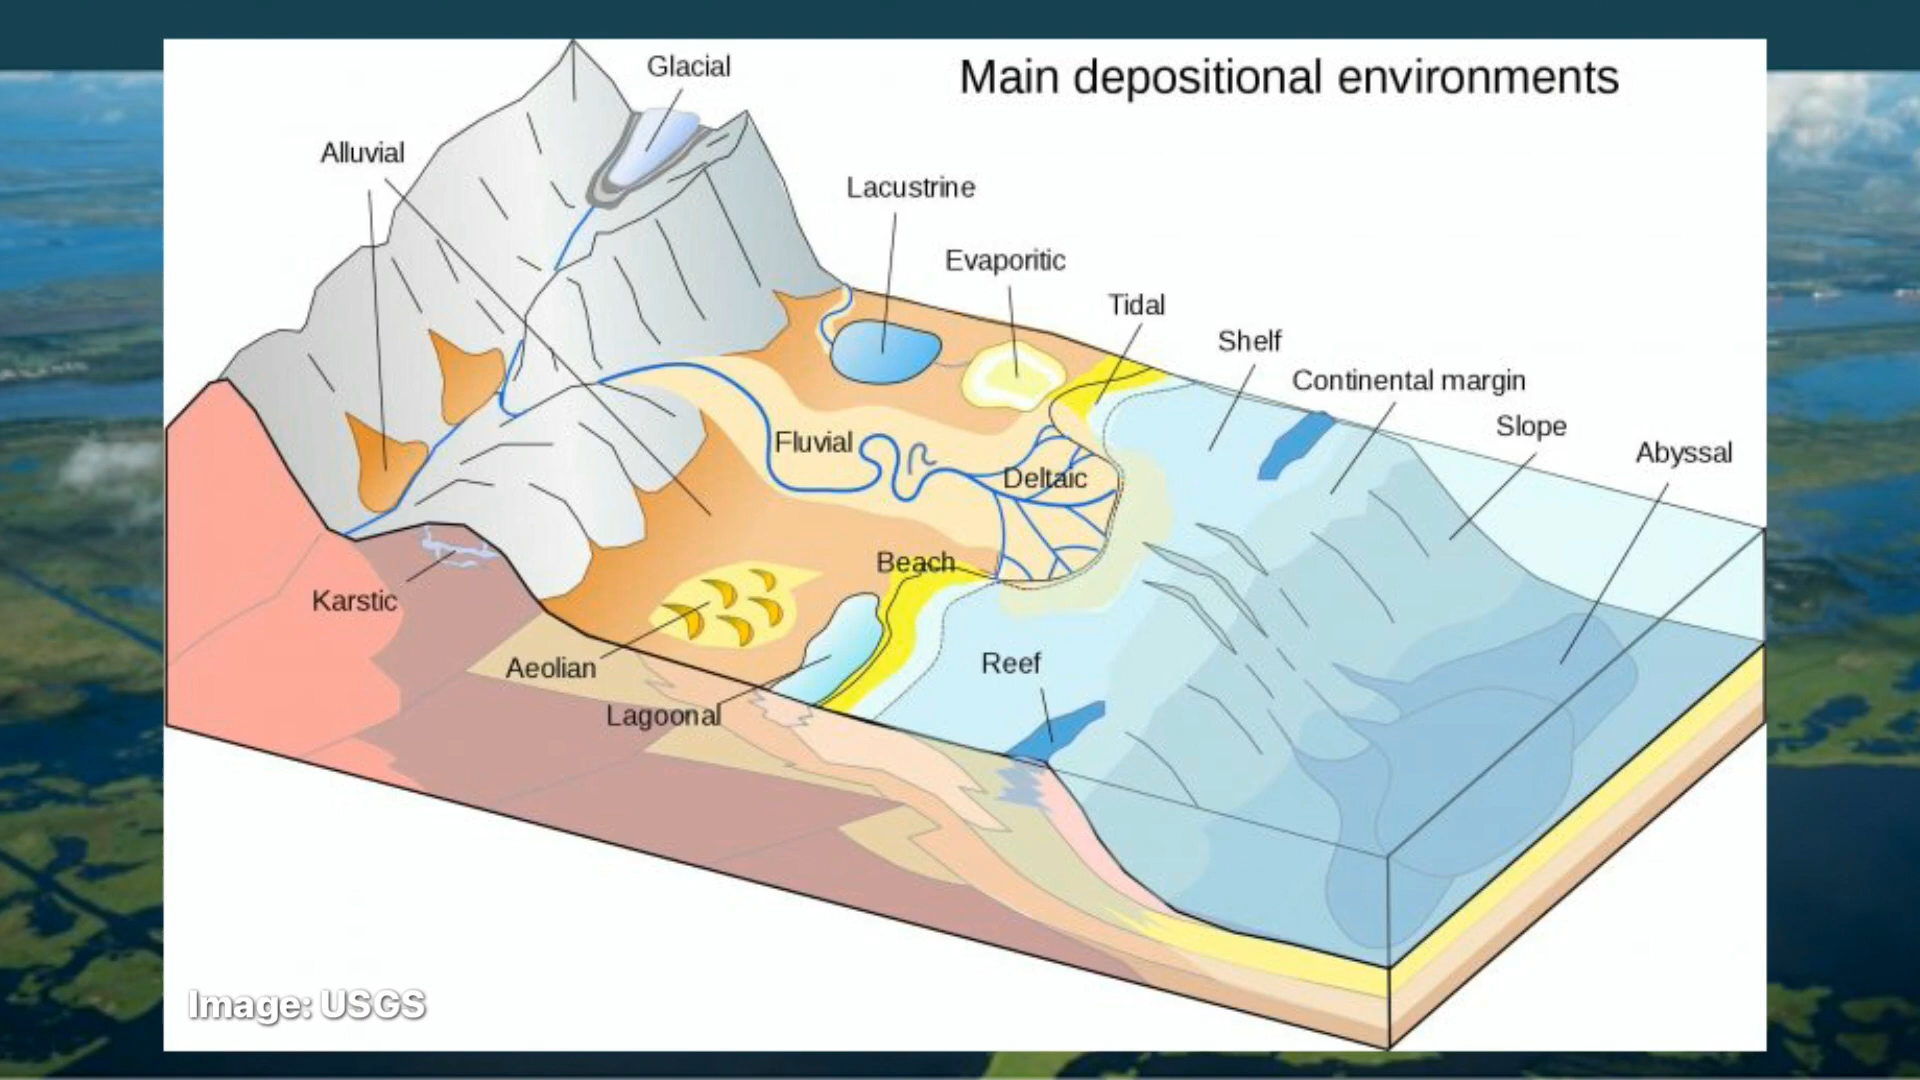 Main depositional environments
Glacial
Alluvial
Lacustrine
Evaporitic
Tidal
Shelf
Continental margin
Slope
Abyssal
Fluvial
Deltaic
Beach
Karstic
Aeolian
Reef
Lagoonal
Image: USGS